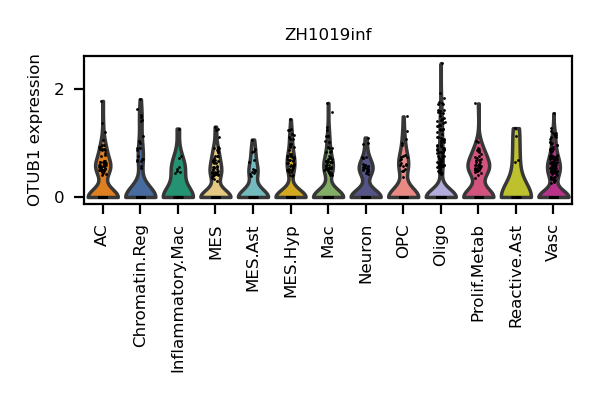 ZH1019inf
OTUB1 expression
2
0
AC
Chromatin.Reg
Inflammatory.Mac
MES
MES.Ast
MES.Hyp
Mac
Neuron
OPC
Oligo
Prolif.Metab
Reactive.Ast
Vasc